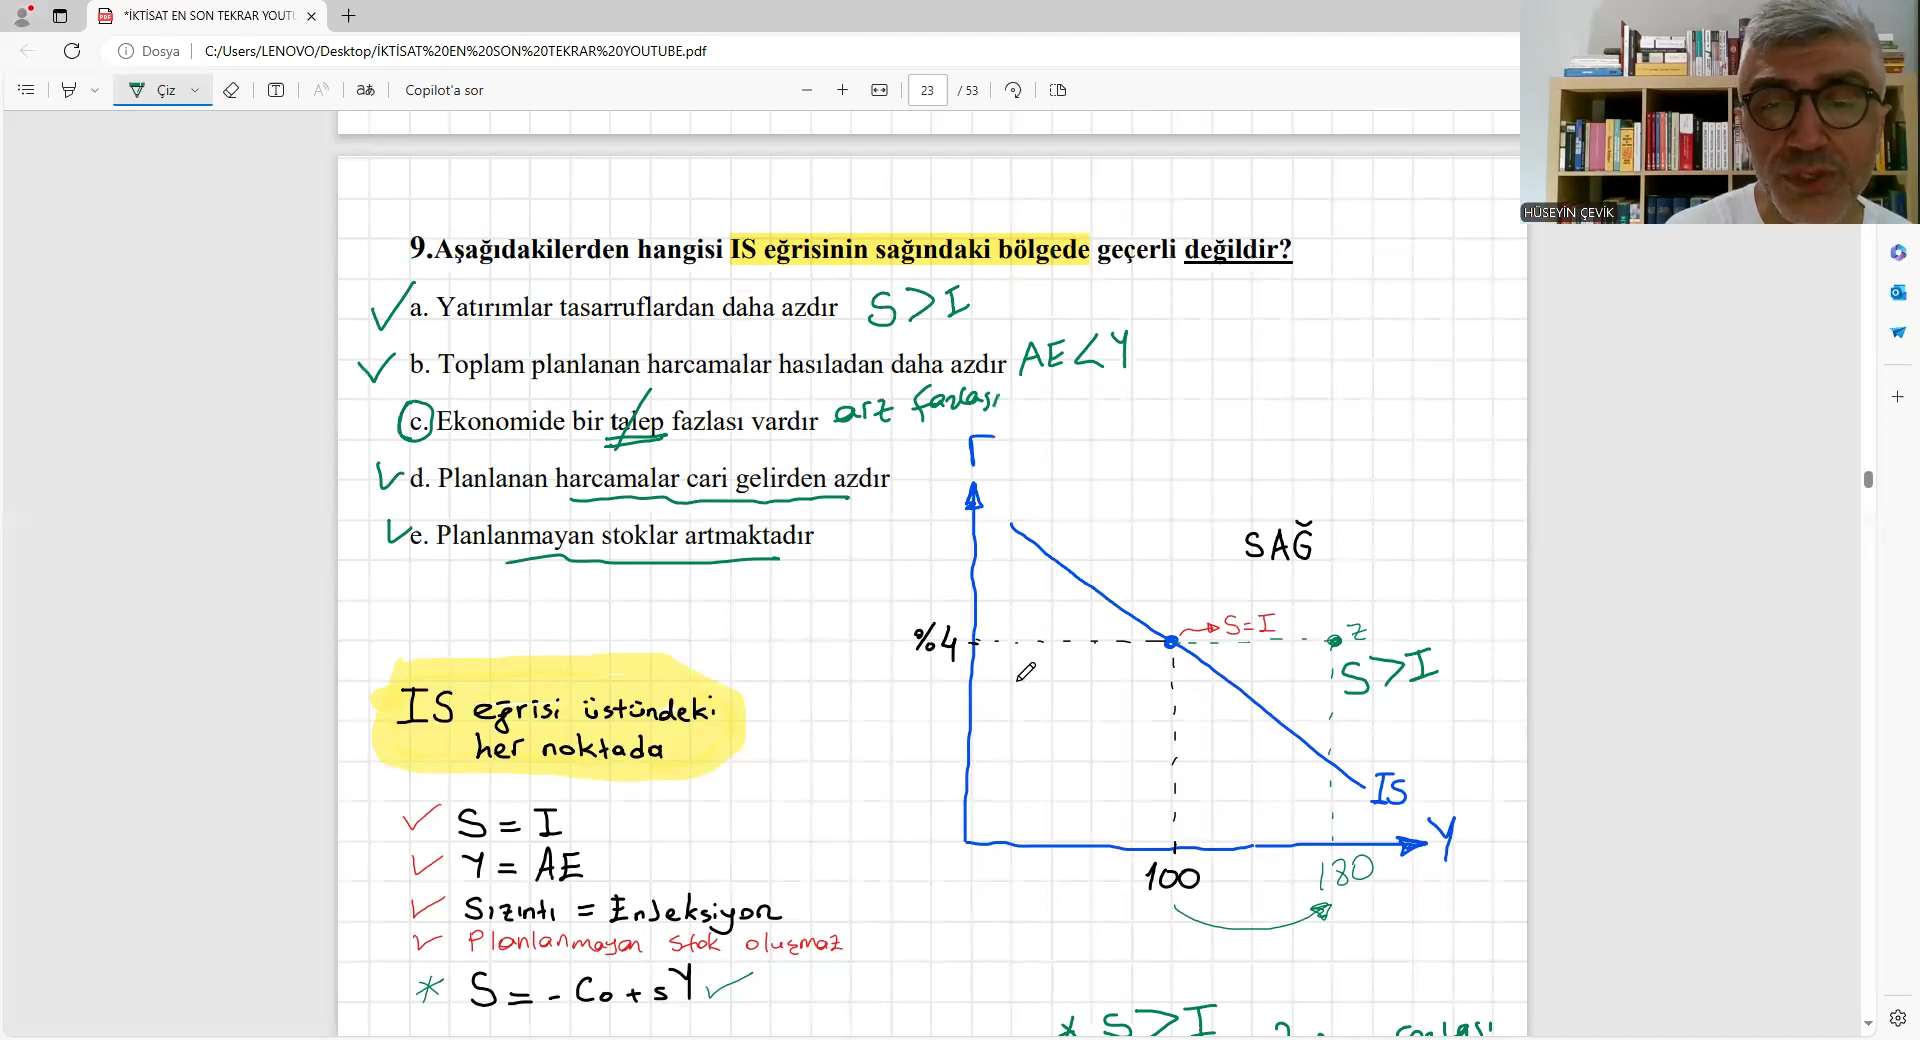 *İKTİSAT EN SON TEKRAR YOUTU
Dosya
C:/Users/LENOVO/Desktop/İKTİSAT%20EN%20SON%20TEKRAR%20YOUTUBE.pdf
Çiz
Copilot'a sor
23 / 53
HÜSEYİN ÇEVİK
9.Aşağıdakilerden hangisi IS eğrisinin sağındaki bölgede geçerli değildir?
a. Yatırımlar tasarruflardan daha azdır S > I
b. Toplam planlanan harcamalar hasıladan daha azdır AE < Y
c. Ekonomide bir talep fazlası vardır arz fazlası
d. Planlanan harcamalar cari gelirden azdır
e. Planlanmayan stoklar artmaktadır
r
SAĞ
S=I
z
%4
S > I
IS
Y
100
180
IS eğrisi üstündeki
her noktada
S = I
Y = AE
Sızıntı = Enjeksiyon
Planlanmayan stok oluşmaz
* S = - Co + sY
* S > I
fazlası